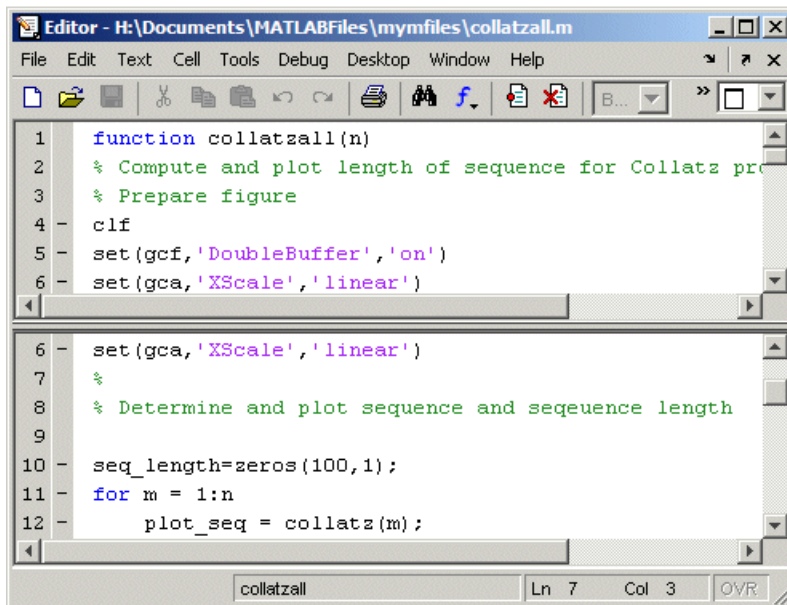 Editor - H:\Documents\MATLABFiles\mymfiles\collatzall.m
File Edit Text Cell Tools Debug Desktop Window Help
B...
1 function collatzall(n)
2 % Compute and plot length of sequence for Collatz pro
3 % Prepare figure
4 - clf
5 - set(gcf,'DoubleBuffer','on')
6 - set(gca,'XScale','linear')
6 - set(gca,'XScale','linear')
7 %
8 % Determine and plot sequence and seqeuence length
9
10 - seq_length=zeros(100,1);
11 - for m = 1:n
12 - plot_seq = collatz(m);
collatzall Ln 7 Col 3 OVR